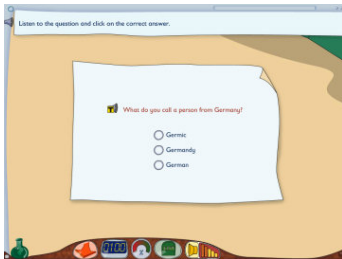 Listen to the question and click on the correct answer.
What do you call a person from Germany?
Germic
Germandy
German